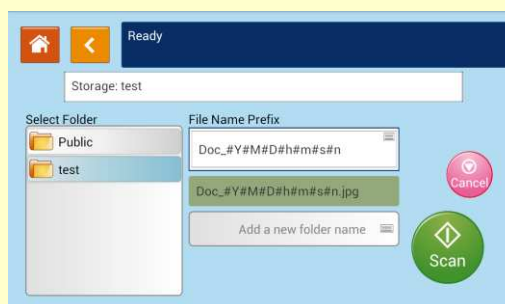 Ready
Storage: test
Select Folder
Public
test
File Name Prefix
Doc_#Y#M#D#h#m#s#n
Doc_#Y#M#D#h#m#s#n.jpg
Add a new folder name
Cancel
Scan